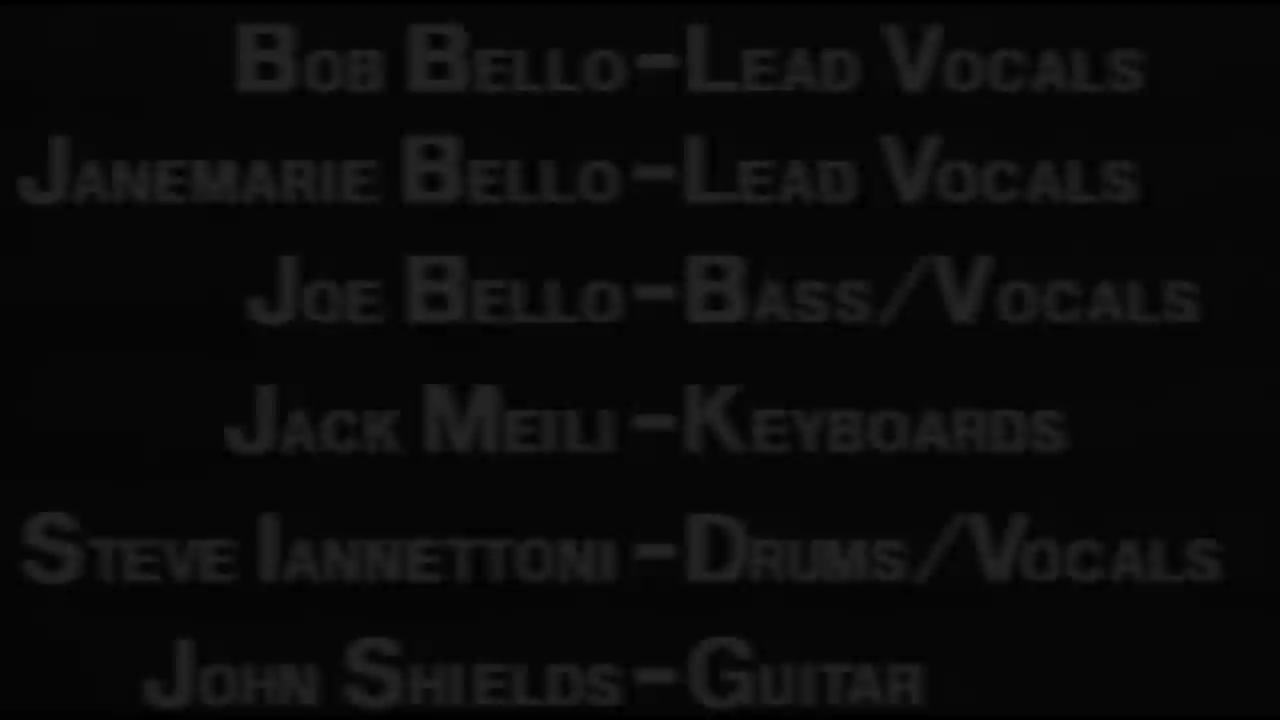 BOB BELLO-LEAD VOCALS
JANEMARIE BELLO-LEAD VOCALS
JOE BELLO-BASS/VOCALS
JACK MEILI-KEYBOARDS
STEVE IANNETTONI-DRUMS/VOCALS
JOHN SHIELDS-GUITAR